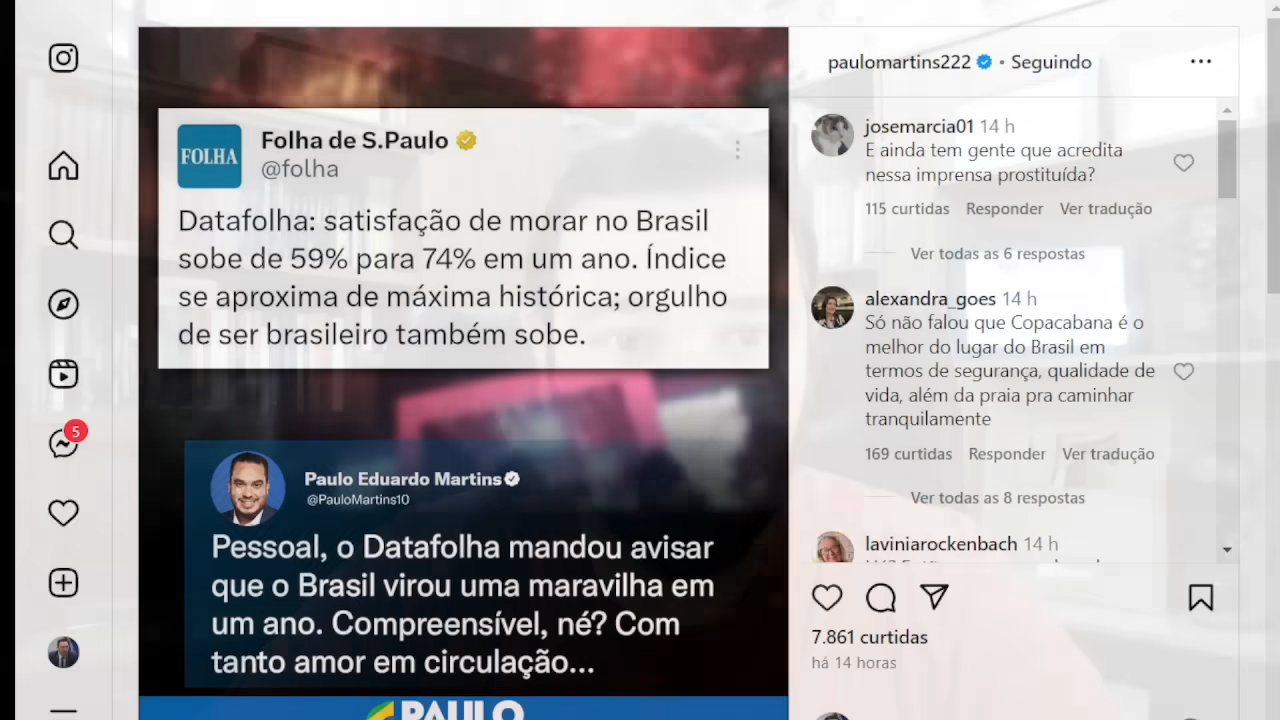 FOLHA
Folha de S.Paulo
@folha
Datafolha: satisfação de morar no Brasil
sobe de 59% para 74% em um ano. Índice
se aproxima de máxima histórica; orgulho
de ser brasileiro também sobe.
Paulo Eduardo Martins
@PauloMartins10
Pessoal, o Datafolha mandou avisar
que o Brasil virou uma maravilha em
um ano. Compreensível, né? Com
tanto amor em circulação...
PAULO
5
paulomartins222 • Seguindo
josemarcia01 14 h
E ainda tem gente que acredita
nessa imprensa prostituída?
115 curtidas Responder Ver tradução
Ver todas as 6 respostas
alexandra_goes 14 h
Só não falou que Copacabana é o
melhor do lugar do Brasil em
termos de segurança, qualidade de
vida, além da praia pra caminhar
tranquilamente
169 curtidas Responder Ver tradução
Ver todas as 8 respostas
laviniarockenbach 14 h
7.861 curtidas
há 14 horas